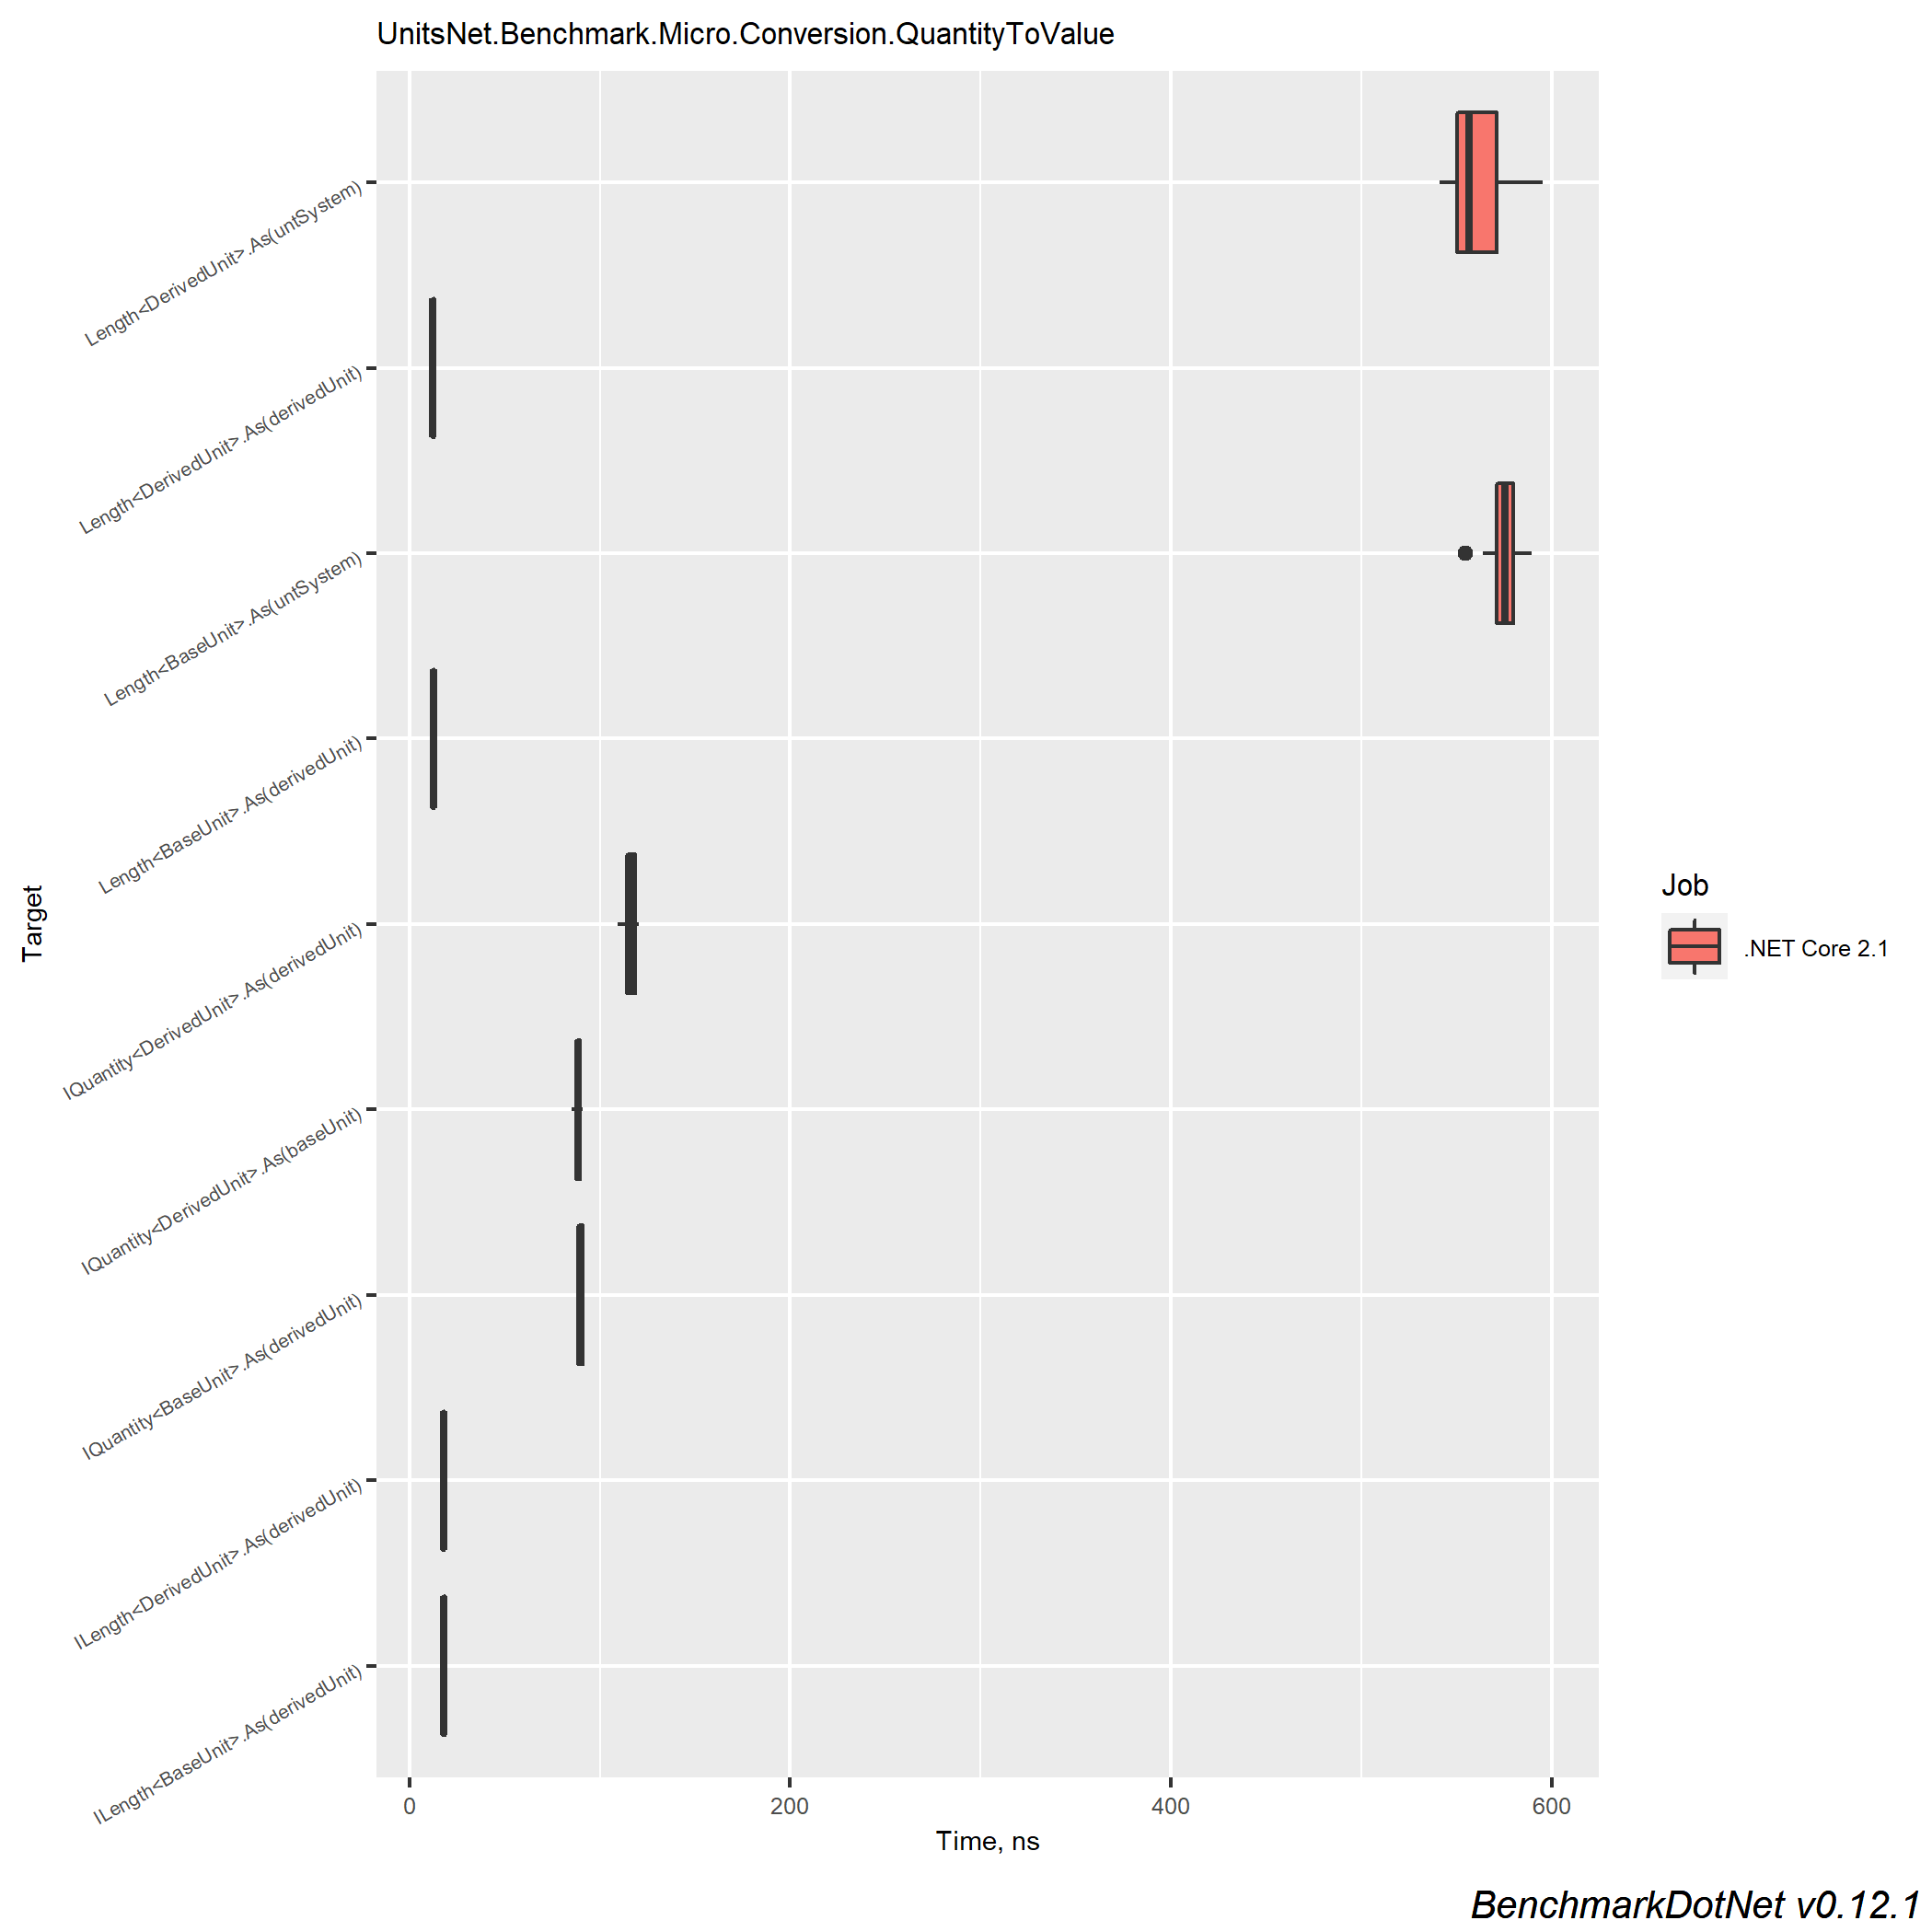 UnitsNet.Benchmark.Micro.Conversion.QuantityToValue
Length<DerivedUnit>.As(untSystem)
Length<DerivedUnit>.As(derivedUnit)
Length<BaseUnit>.As(untSystem)
Length<BaseUnit>.As(derivedUnit)
IQuantity<DerivedUnit>.As(derivedUnit)
IQuantity<DerivedUnit>.As(baseUnit)
IQuantity<BaseUnit>.As(derivedUnit)
ILength<DerivedUnit>.As(derivedUnit)
ILength<BaseUnit>.As(derivedUnit)
Target
0 200 400 600
Time, ns
Job
.NET Core 2.1
BenchmarkDotNet v0.12.1